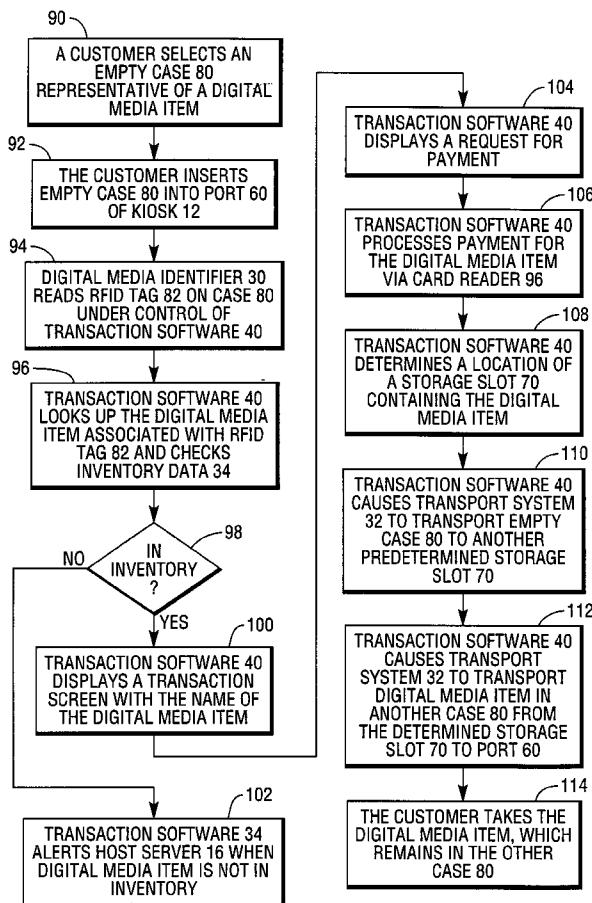 90
A CUSTOMER SELECTS AN
EMPTY CASE 80
REPRESENTATIVE OF A DIGITAL
MEDIA ITEM
92
THE CUSTOMER INSERTS
EMPTY CASE 80 INTO PORT 60
OF KIOSK 12
94
DIGITAL MEDIA IDENTIFIER 30
READS RFID TAG 82 ON CASE 80
UNDER CONTROL OF
TRANSACTION SOFTWARE 40
96
TRANSACTION SOFTWARE 40
LOOKS UP THE DIGITAL MEDIA
ITEM ASSOCIATED WITH RFID
TAG 82 AND CHECKS
INVENTORY DATA 34
98
IN
INVENTORY
?
NO
YES
100
TRANSACTION SOFTWARE 40
DISPLAYS A TRANSACTION
SCREEN WITH THE NAME OF
THE DIGITAL MEDIA ITEM
102
TRANSACTION SOFTWARE 34
ALERTS HOST SERVER 16 WHEN
DIGITAL MEDIA ITEM IS NOT IN
INVENTORY
104
TRANSACTION SOFTWARE 40
DISPLAYS A REQUEST FOR
PAYMENT
106
TRANSACTION SOFTWARE 40
PROCESSES PAYMENT FOR
THE DIGITAL MEDIA ITEM
VIA CARD READER 96
108
TRANSACTION SOFTWARE 40
DETERMINES A LOCATION OF
A STORAGE SLOT 70
CONTAINING THE DIGITAL
MEDIA ITEM
110
TRANSACTION SOFTWARE 40
CAUSES TRANSPORT SYSTEM
32 TO TRANSPORT EMPTY
CASE 80 TO ANOTHER
PREDETERMINED STORAGE
SLOT 70
112
TRANSACTION SOFTWARE 40
CAUSES TRANSPORT
SYSTEM 32 TO TRANSPORT
DIGITAL MEDIA ITEM IN
ANOTHER CASE 80 FROM
THE DETERMINED STORAGE
SLOT 70 TO PORT 60
114
THE CUSTOMER TAKES THE
DIGITAL MEDIA ITEM, WHICH
REMAINS IN THE OTHER
CASE 80